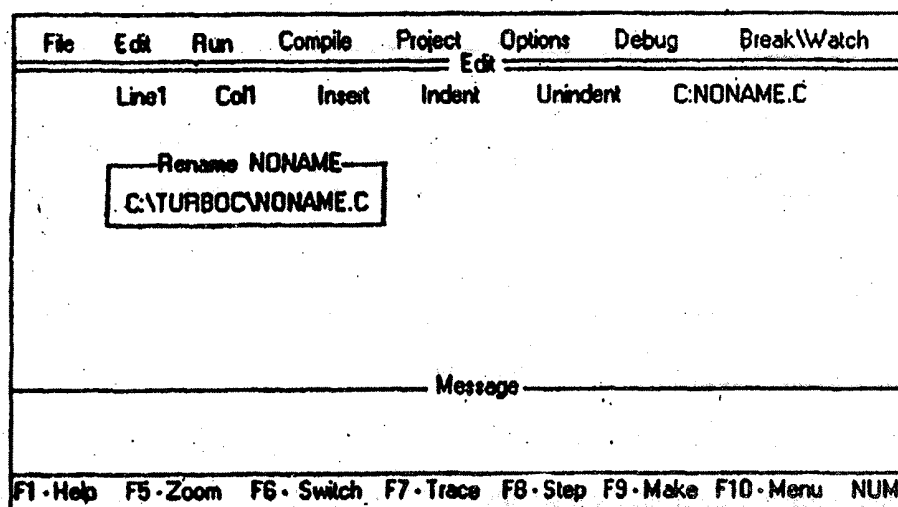 File Edit Run Compile Project Options Debug Break\Watch
Edit
Line1 Col1 Insert Indent Unindent C:NONAME.C
Rename NONAME
C:\TURBOC\NONAME.C
Message
F1-Help F5-Zoom F6-Switch F7-Trace F8-Step F9-Make F10-Menu NUM